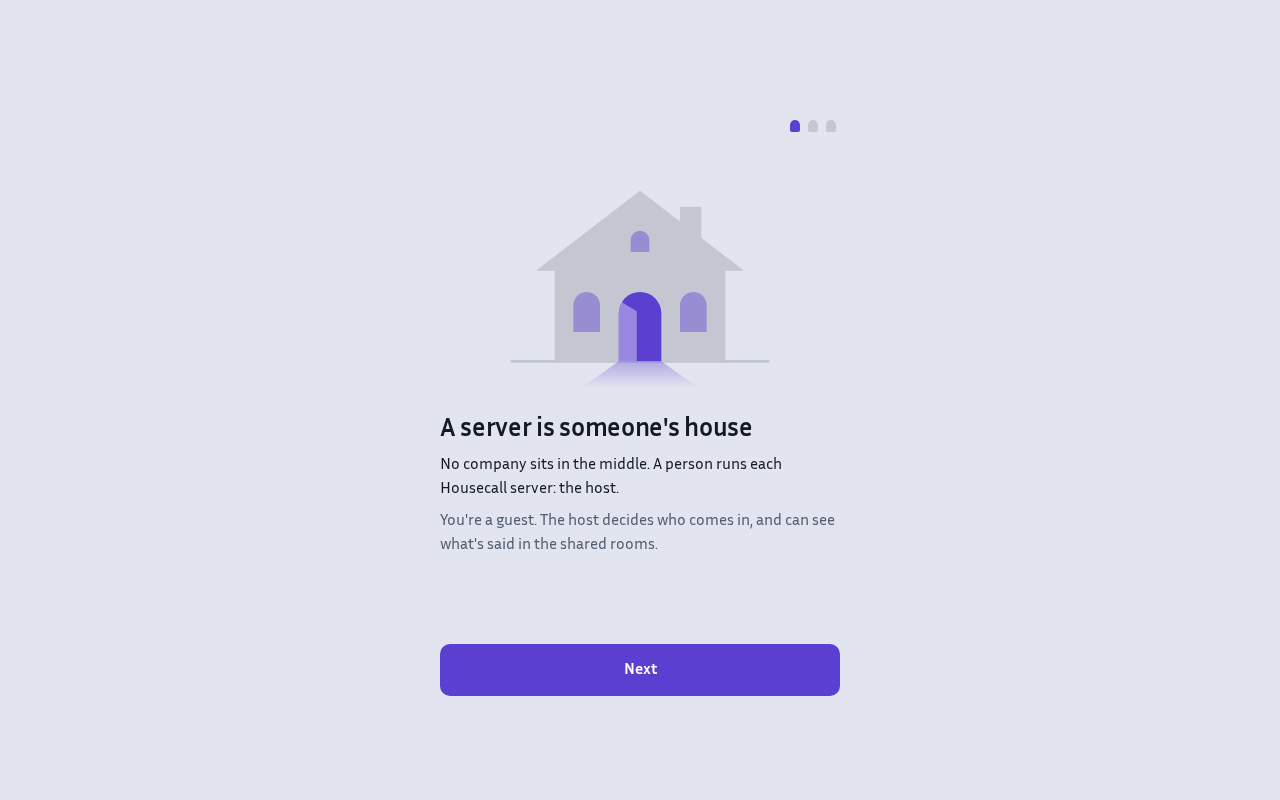 A server is someone's house
No company sits in the middle. A person runs each
Housecall server: the host.
You're a guest. The host decides who comes in, and can see
what's said in the shared rooms.
Next